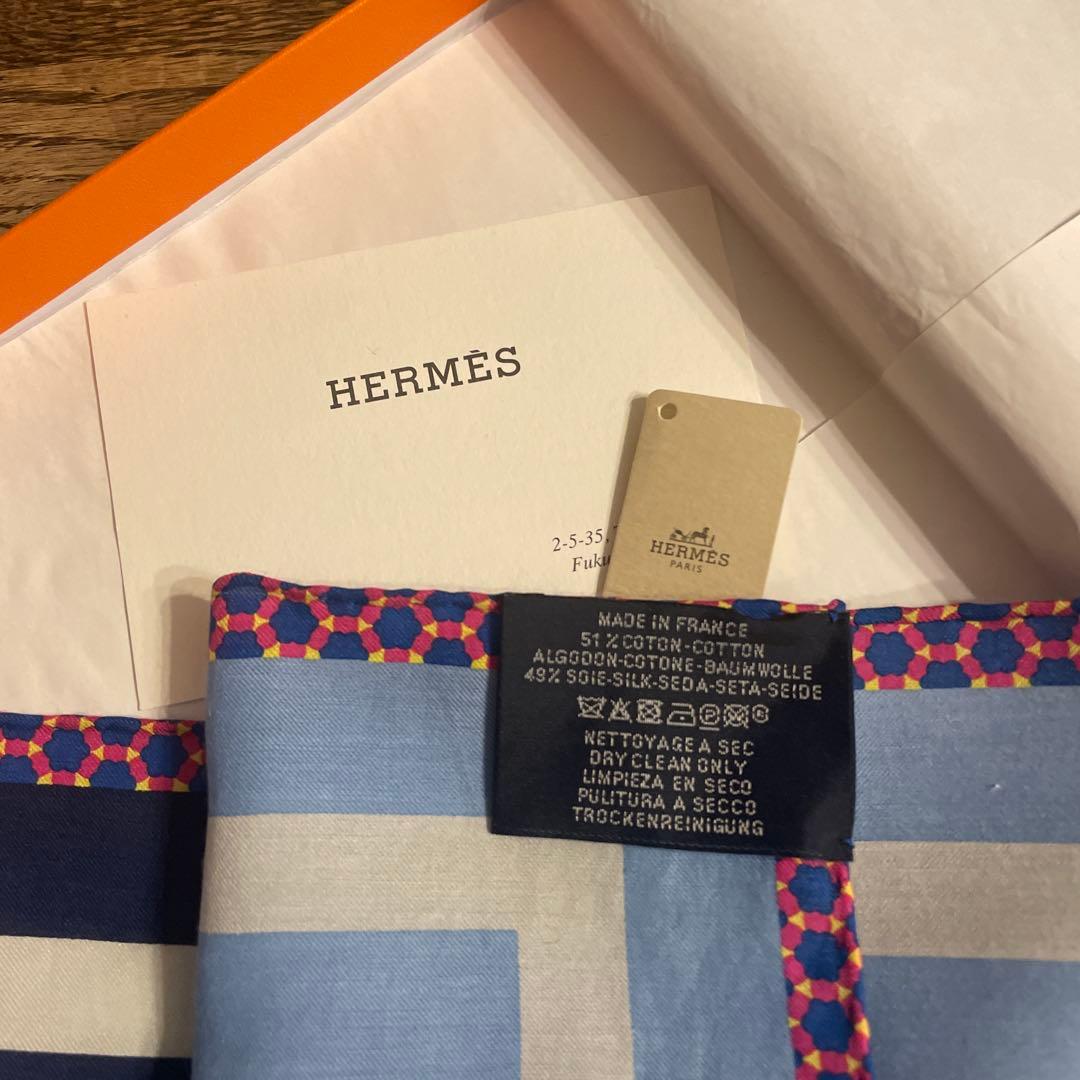 HERMÈS
2-5-35,
HERMÈS
PARIS
MADE IN FRANCE
51 % COTON-COTTON
ALGODON-COTONE-BAUMWOLLE
49% SOIE-SILK-SEDA-SETA-SEIDE
NETTOYAGE A SEC
DRY CLEAN ONLY
LIMPIEZA EN SECO
PULITURA A SECCO
TROCKENREINIGUNG